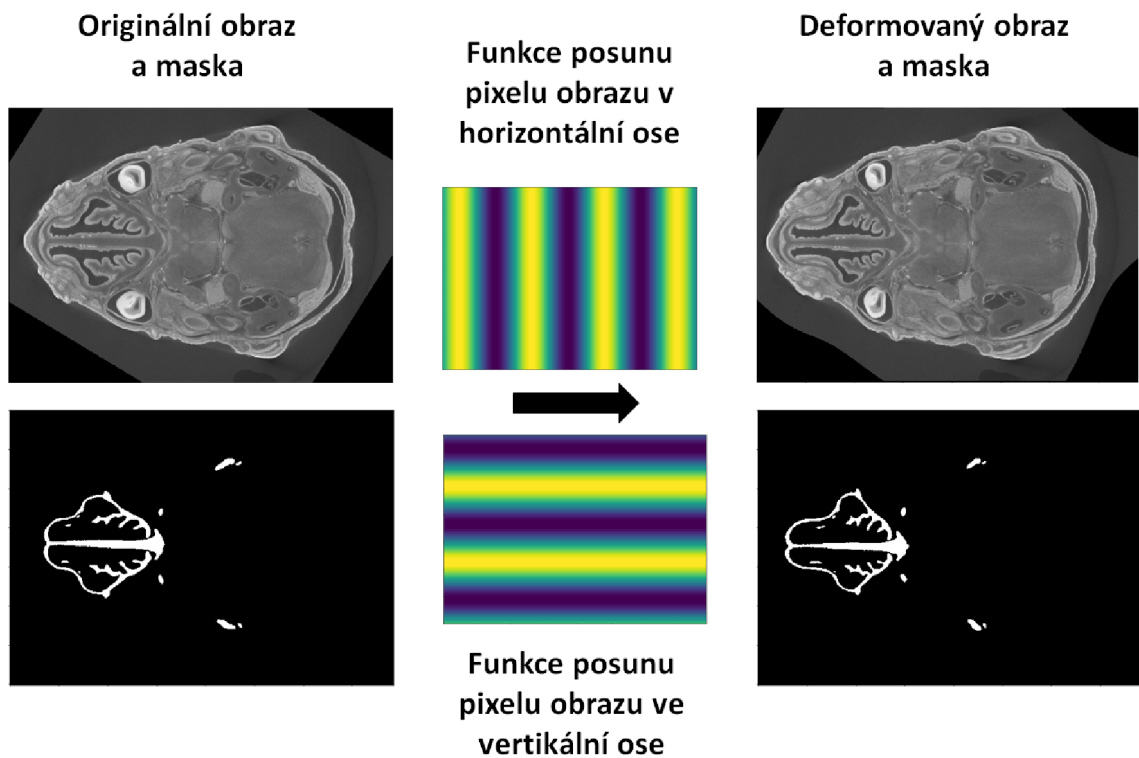 Originální obraz
a maska
Funkce posunu
pixelu obrazu v
horizontální ose
Deformovaný obraz
a maska
Funkce posunu
pixelu obrazu ve
vertikální ose